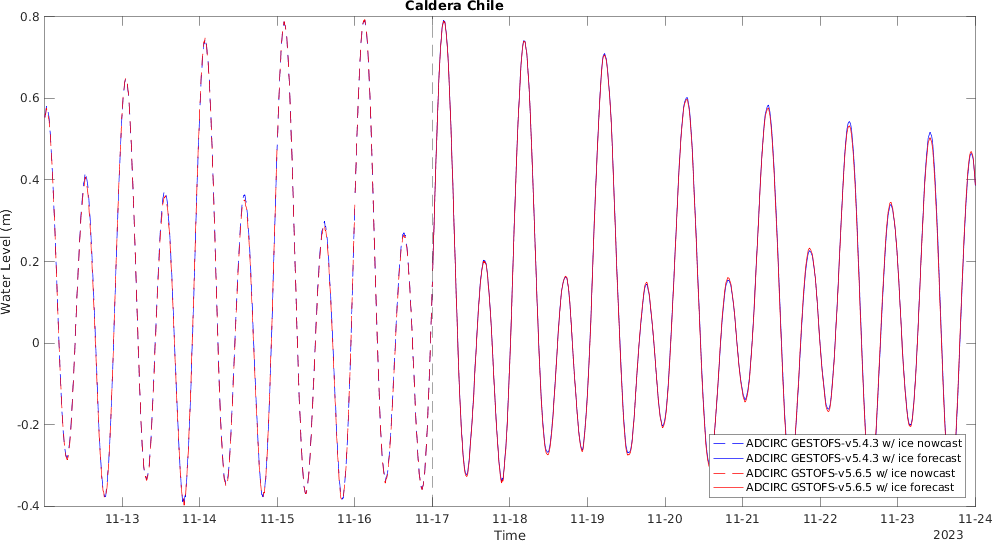 Caldera Chile
Water Level (m)
0.8
0.6
0.4
0.2
0
-0.2
-0.4
ADCIRC GESTOFS-v5.4.3 w/ ice nowcast
ADCIRC GESTOFS-v5.4.3 w/ ice forecast
ADCIRC GSTOFS-v5.6.5 w/ ice nowcast
ADCIRC GSTOFS-v5.6.5 w/ ice forecast
11-13 11-14 11-15 11-16 11-17 11-18 11-19 11-20 11-21 11-22 11-23 11-24
Time
2023